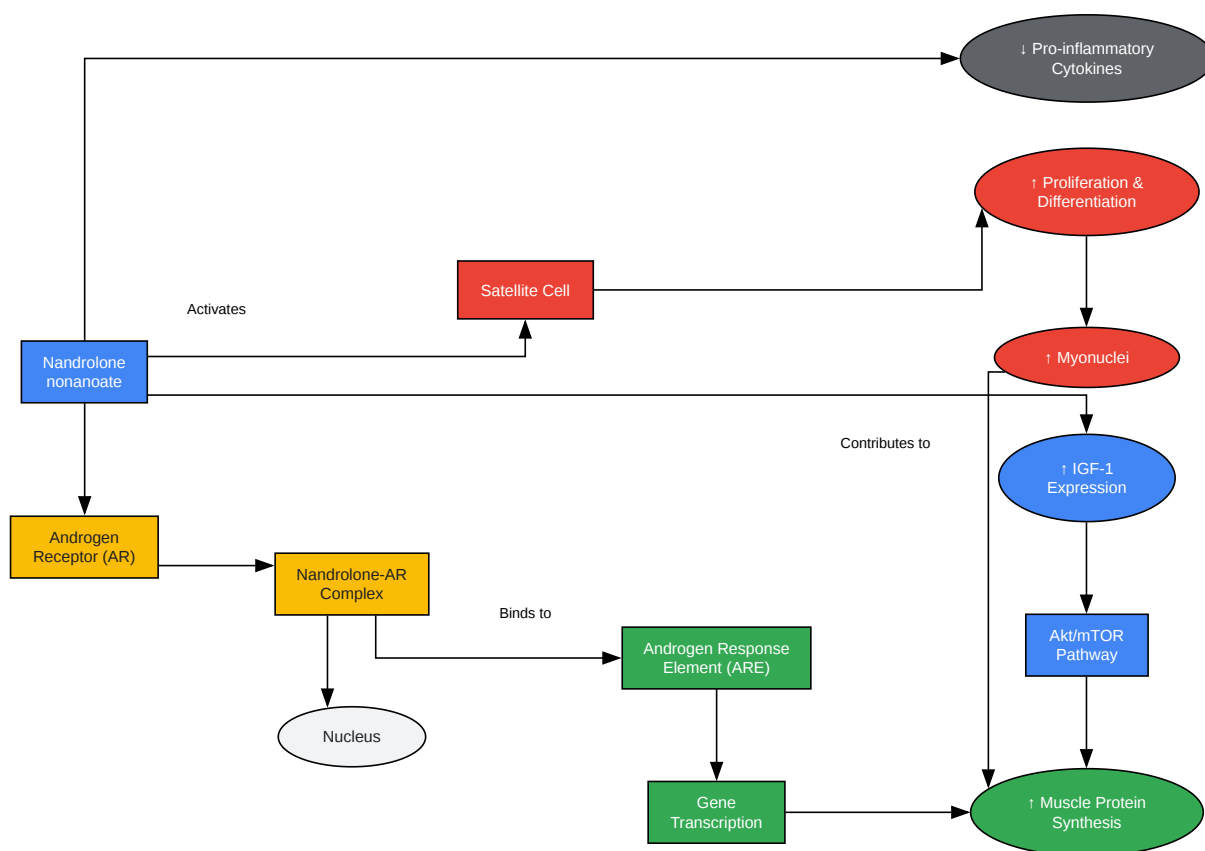 ↓ Pro-inflammatory
Cytokines
↑ Proliferation &
Differentiation
Satellite Cell
Activates
Nandrolone
nonanoate
↑ Myonuclei
Contributes to
↑ IGF-1
Expression
Androgen
Receptor (AR)
Nandrolone-AR
Complex
Binds to
Androgen Response
Element (ARE)
Akt/mTOR
Pathway
Nucleus
Gene
Transcription
↑ Muscle Protein
Synthesis